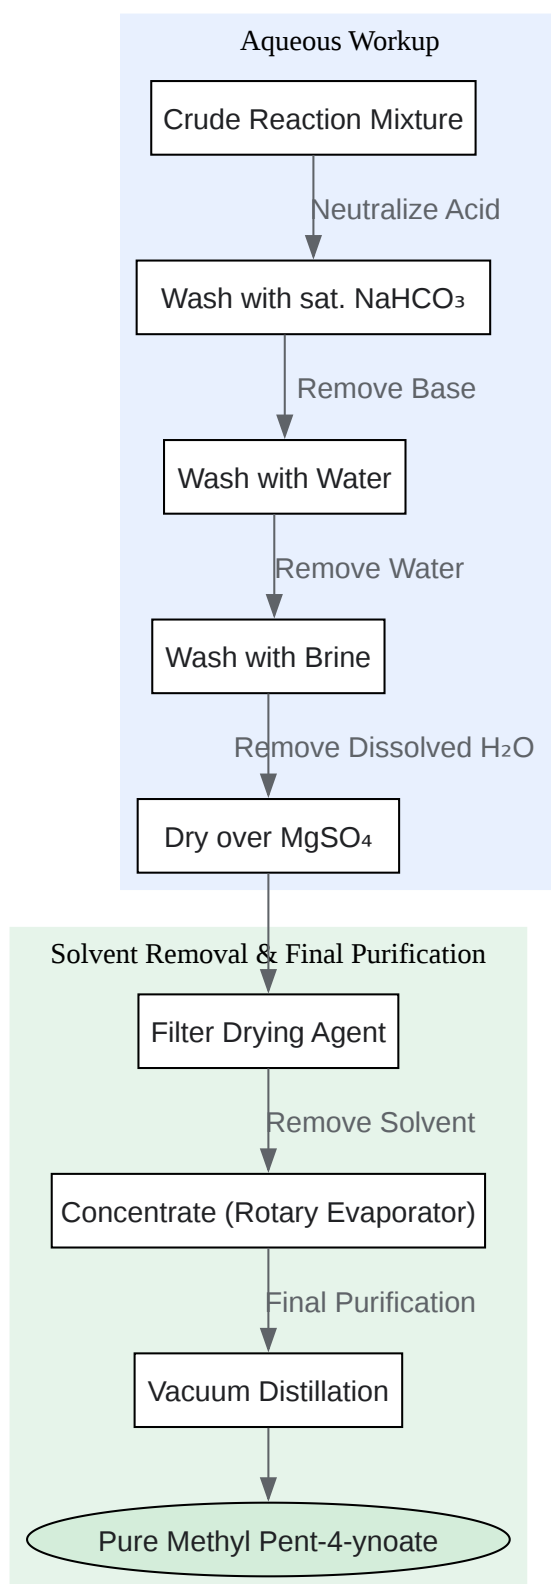 Aqueous Workup
Crude Reaction Mixture
Neutralize Acid
Wash with sat. NaHCO₃
Remove Base
Wash with Water
Remove Water
Wash with Brine
Remove Dissolved H₂O
Dry over MgSO₄
Solvent Removal & Final Purification
Filter Drying Agent
Remove Solvent
Concentrate (Rotary Evaporator)
Final Purification
Vacuum Distillation
Pure Methyl Pent-4-ynoate